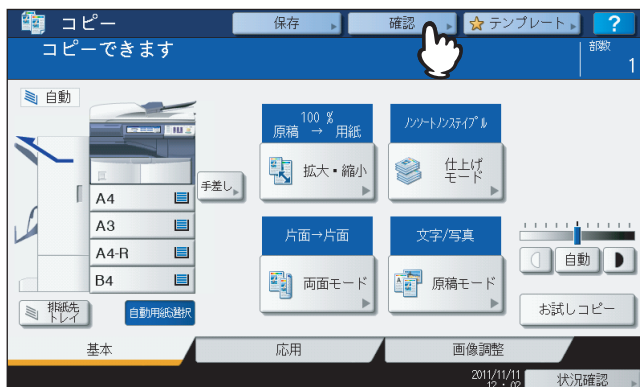 コピー
保存
確認
テンプレート
?
コピーできます
部数
1
自動
100 %
原稿 → 用紙
ノンソートノンステイプル
拡大・縮小
仕上げ
モード
手差し
A4
A3
A4-R
B4
片面→片面
文字/写真
両面モード
原稿モード
自動
排紙先
トレイ
自動用紙選択
お試しコピー
基本
応用
画像調整
2011/11/11
12 : 02
状況確認